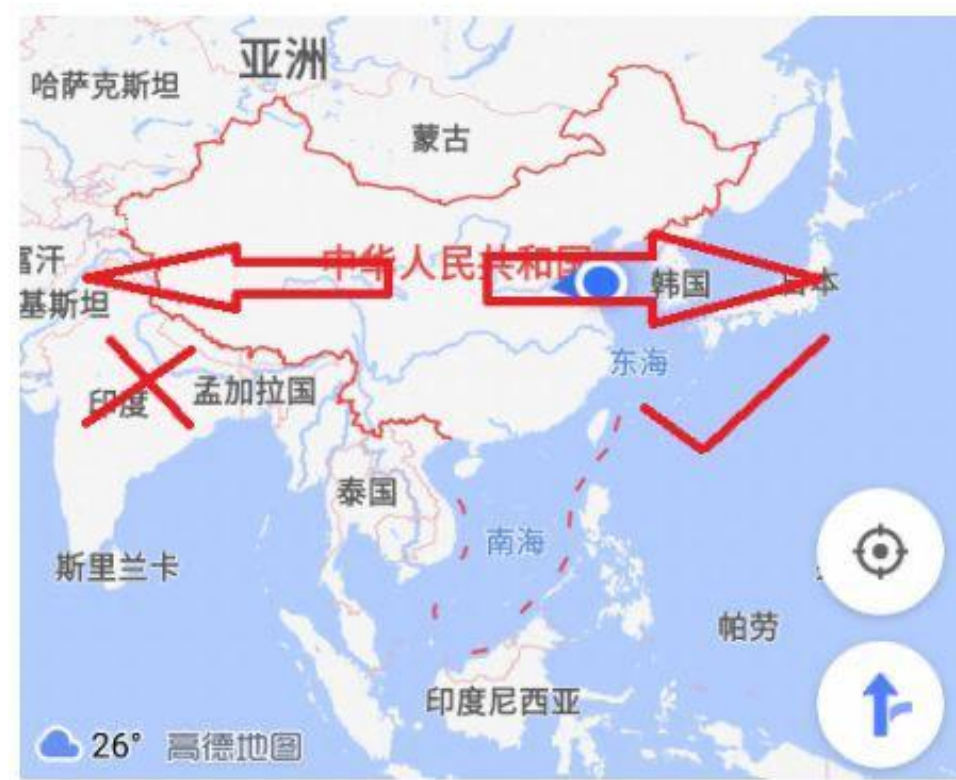 亚洲
哈萨克斯坦
蒙古
中华人民共和国
富汗
韩国
日本
基斯坦
东海
印度
孟加拉国
泰国
南海
斯里兰卡
帕劳
印度尼西亚
26°
高德地图